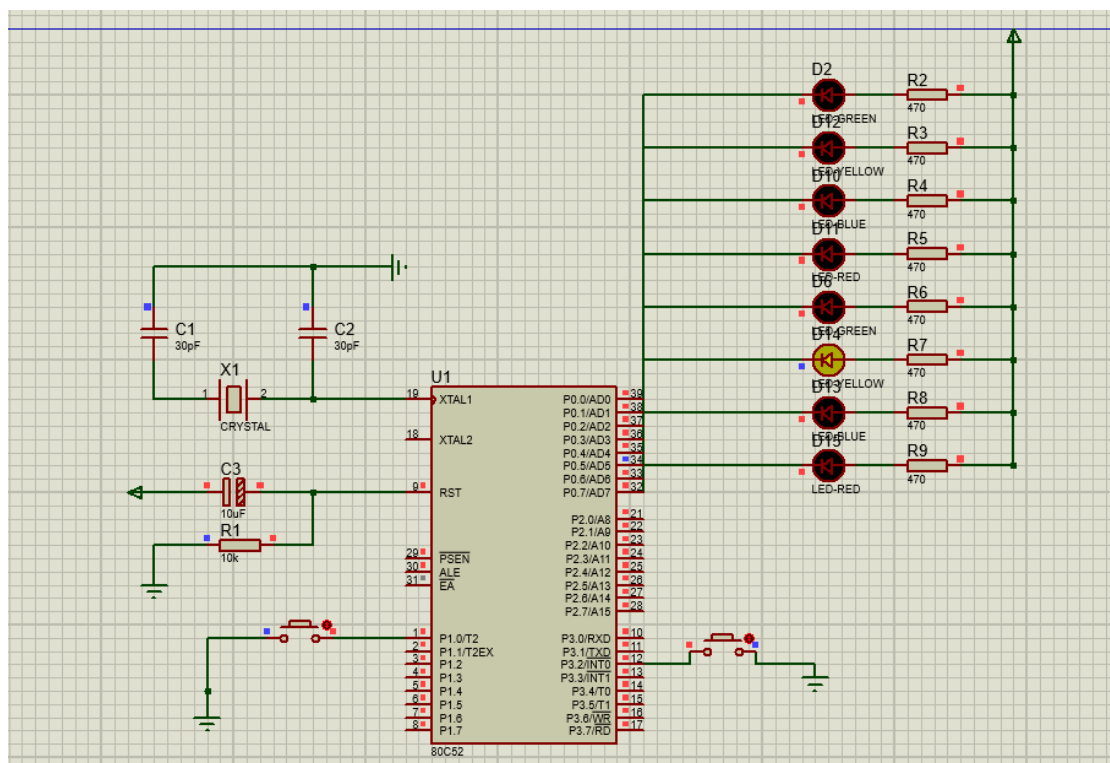 D2
LED-GREEN
R2
470
D12
LED-YELLOW
R3
470
D10
LED-BLUE
R4
470
D11
LED-RED
R5
470
D6
LED-GREEN
R6
470
D14
LED-YELLOW
R7
470
D13
LED-BLUE
R8
470
D15
LED-RED
R9
470
C1
30pF
C2
30pF
X1
1
2
CRYSTAL
C3
10uF
R1
10k
U1
19 XTAL1
18 XTAL2
9 RST
29 PSEN
30 ALE
31 EA
1 P1.0/T2
2 P1.1/T2EX
3 P1.2
4 P1.3
5 P1.4
6 P1.5
7 P1.6
8 P1.7
P0.0/AD0 39
P0.1/AD1 38
P0.2/AD2 37
P0.3/AD3 36
P0.4/AD4 35
P0.5/AD5 34
P0.6/AD6 33
P0.7/AD7 32
P2.0/A8 21
P2.1/A9 22
P2.2/A10 23
P2.3/A11 24
P2.4/A12 25
P2.5/A13 26
P2.6/A14 27
P2.7/A15 28
P3.0/RXD 10
P3.1/TXD 11
P3.2/INT0 12
P3.3/INT1 13
P3.4/T0 14
P3.5/T1 15
P3.6/WR 16
P3.7/RD 17
80C52